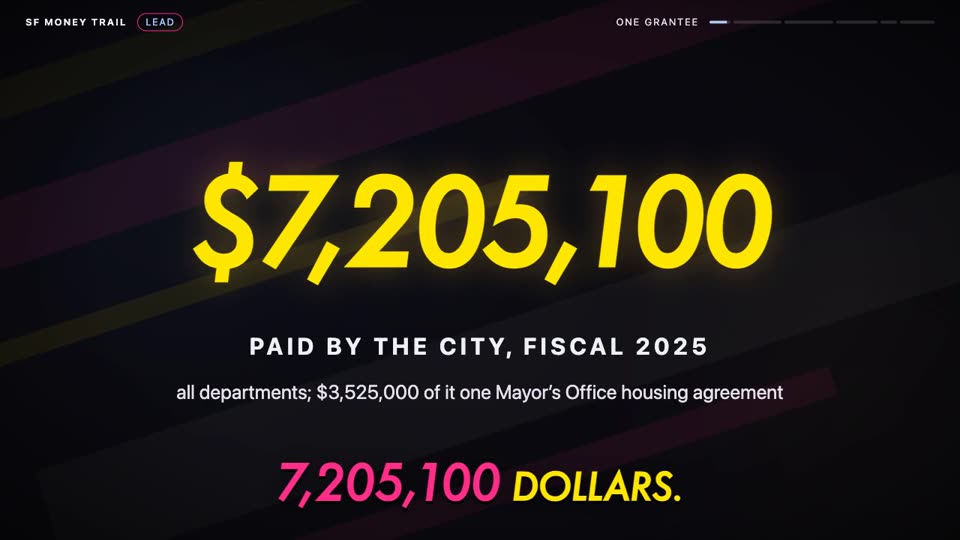 SF MONEY TRAIL LEAD ONE GRANTEE
$7,205,100
PAID BY THE CITY, FISCAL 2025
all departments; $3,525,000 of it one Mayor’s Office housing agreement
7,205,100 DOLLARS.